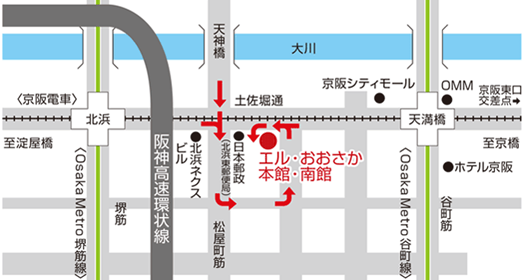 天神橋
大川
京阪シティモール
OMM
京阪東口
交差点➔
〈京阪電車〉
土佐堀通
北浜
天満橋
至淀屋橋
至京橋
阪神高速環状線
北浜ネクス
ビル
日本郵政
(北浜東郵便局)
エル・おおさか
本館・南館
ホテル京阪
〈Osaka Metro 堺筋線〉
堺筋
松屋町筋
〈Osaka Metro 谷町線〉
谷町筋